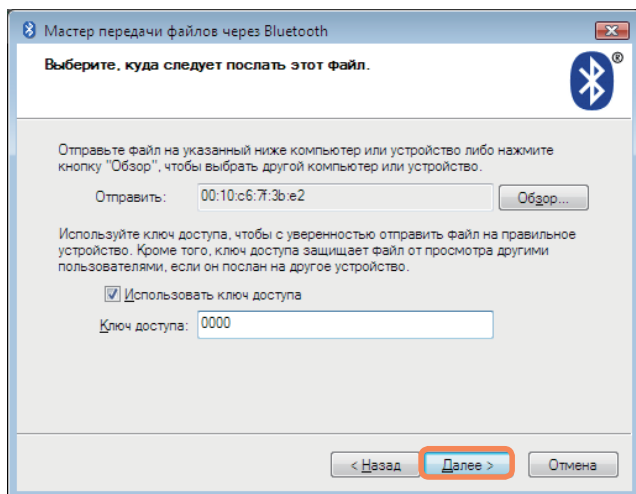 Мастер передачи файлов через Bluetooth
Выберите, куда следует послать этот файл.
®
Отправьте файл на указанный ниже компьютер или устройство либо нажмите
кнопку "Обзор", чтобы выбрать другой компьютер или устройство.
Отправить: 00:10:c6:7f:3b:e2 Обзор...
Используйте ключ доступа, чтобы с уверенностью отправить файл на правильное
устройство. Кроме того, ключ доступа защищает файл от просмотра другими
пользователями, если он послан на другое устройство.
Использовать ключ доступа
Ключ доступа: 0000
< Назад Далее > Отмена